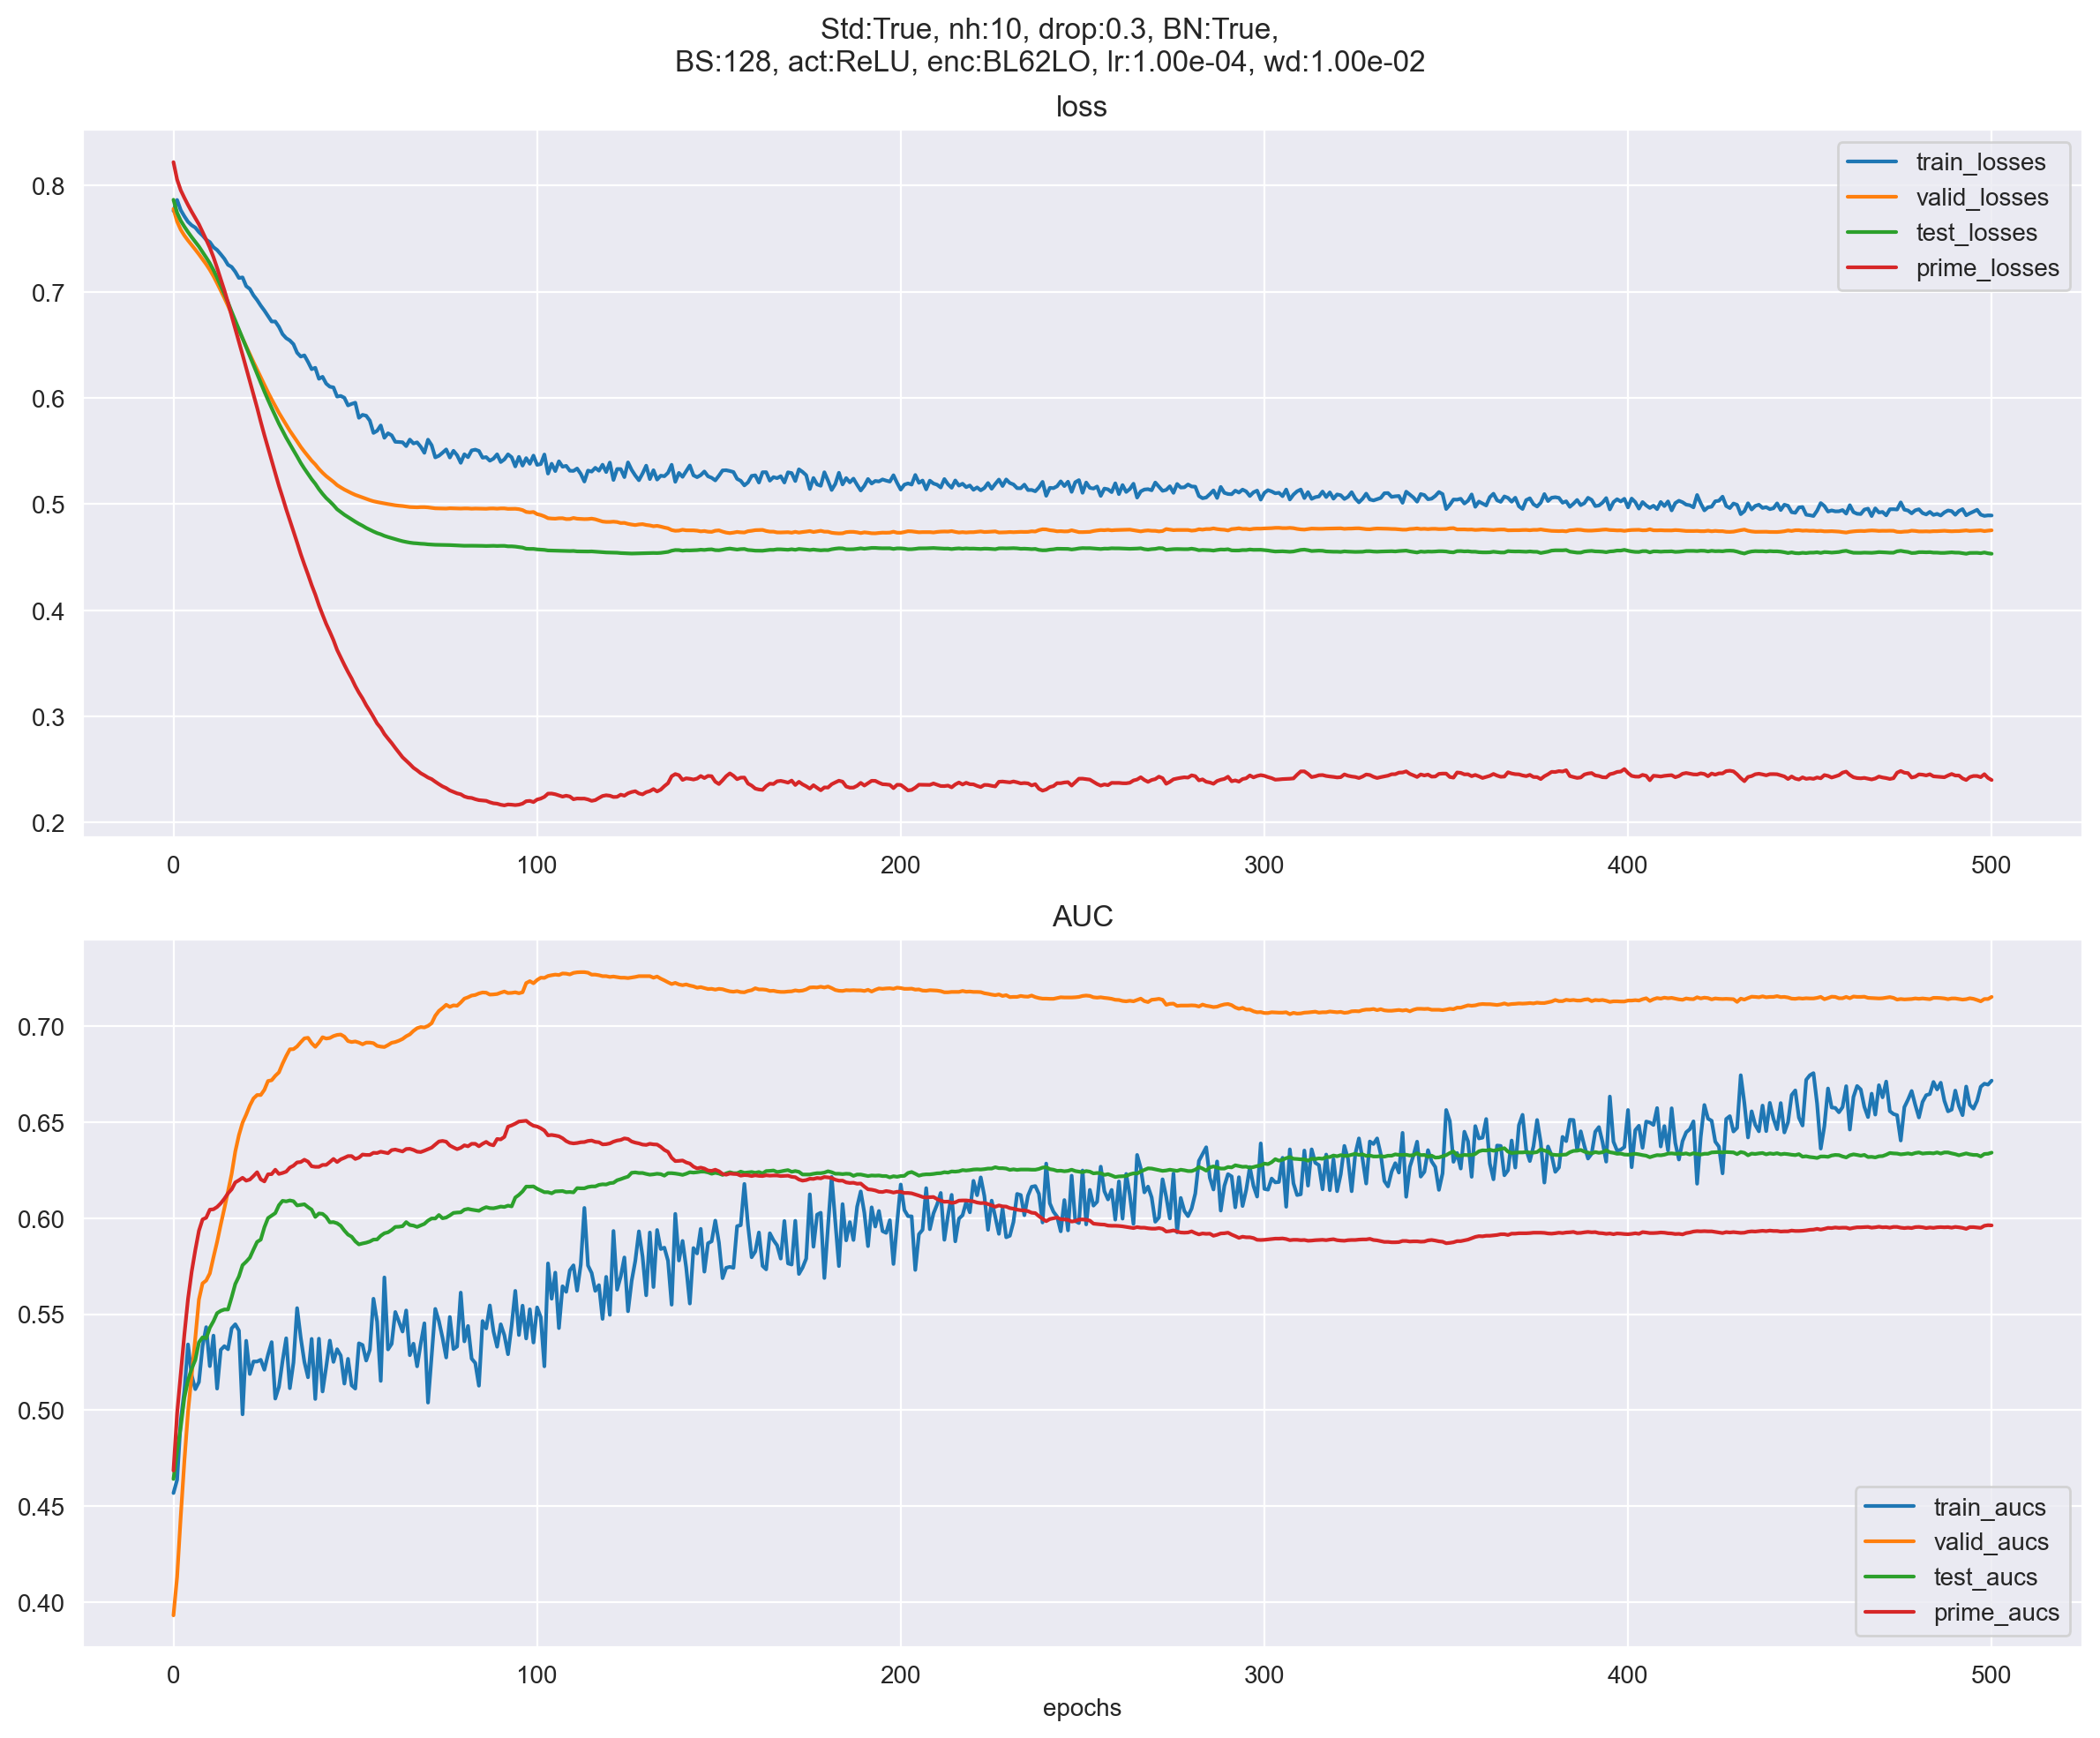 Std:True, nh:10, drop:0.3, BN:True,
BS:128, act:ReLU, enc:BL62LO, lr:1.00e-04, wd:1.00e-02
loss
0.8
0.7
0.6
0.5
0.4
0.3
0.2
train_losses
valid_losses
test_losses
prime_losses
0 100 200 300 400 500
AUC
0.70
0.65
0.60
0.55
0.50
0.45
0.40
train_aucs
valid_aucs
test_aucs
prime_aucs
0 100 200 300 400 500
epochs